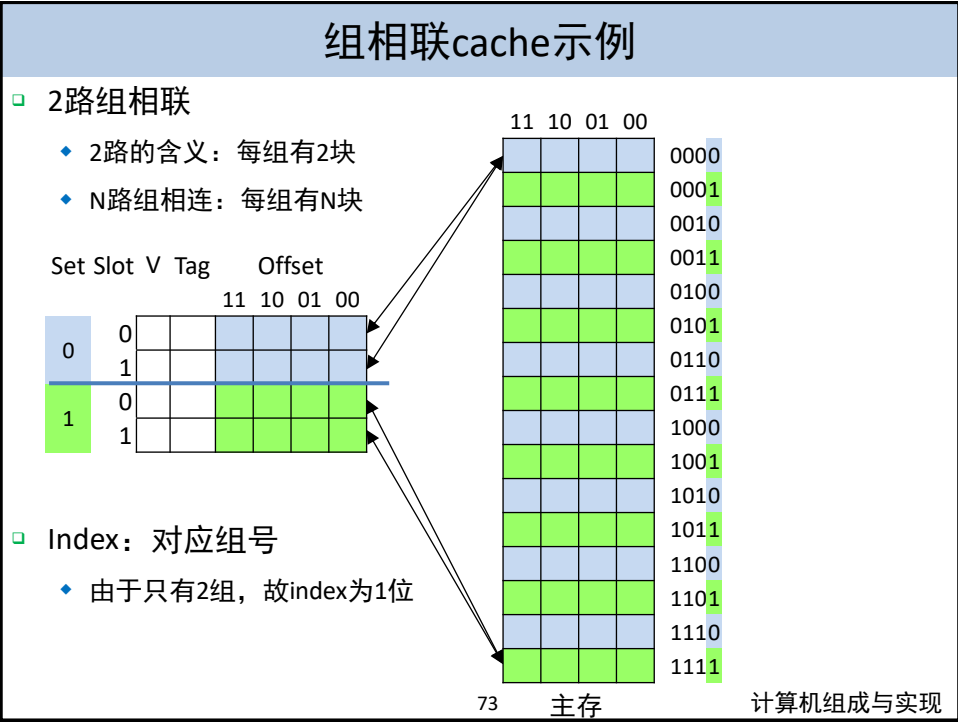 组相联cache示例
2路组相联
2路的含义：每组有2块
N路组相连：每组有N块
Set Slot V Tag Offset
11 10 01 00
0
0
1
1
0
1
Index：对应组号
由于只有2组，故index为1位
11 10 01 00
0000
0001
0010
0011
0100
0101
0110
0111
1000
1001
1010
1011
1100
1101
1110
1111
73
主存
计算机组成与实现